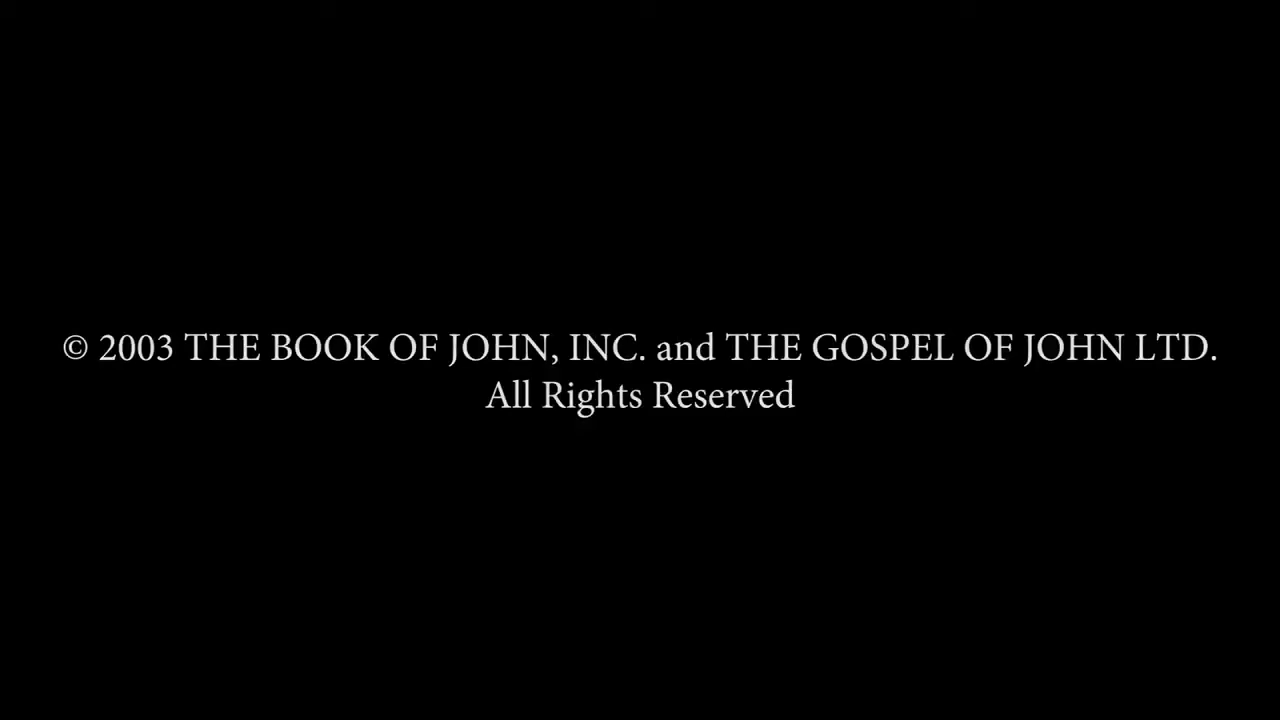 © 2003 THE BOOK OF JOHN, INC. and THE GOSPEL OF JOHN LTD.
All Rights Reserved